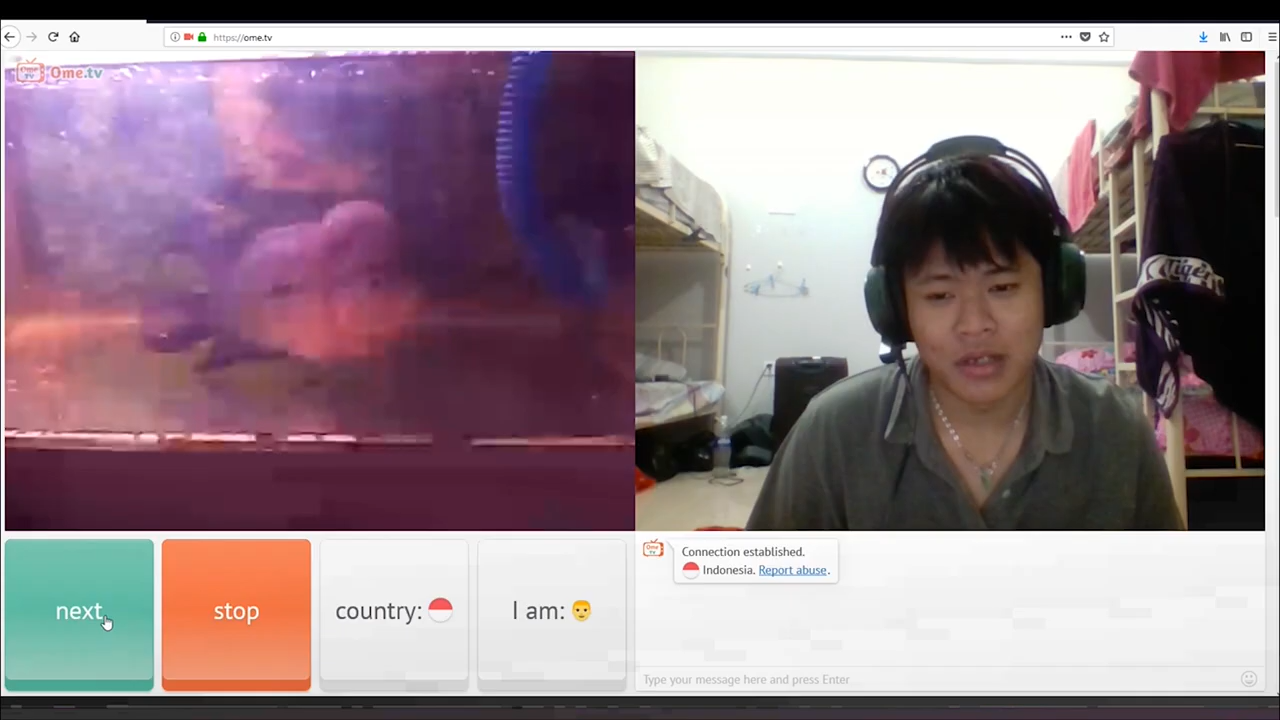 https://ome.tv
Ome.tv
Tigers
next
stop
country:
I am:
Connection established.
Indonesia. Report abuse.
Type your message here and press Enter